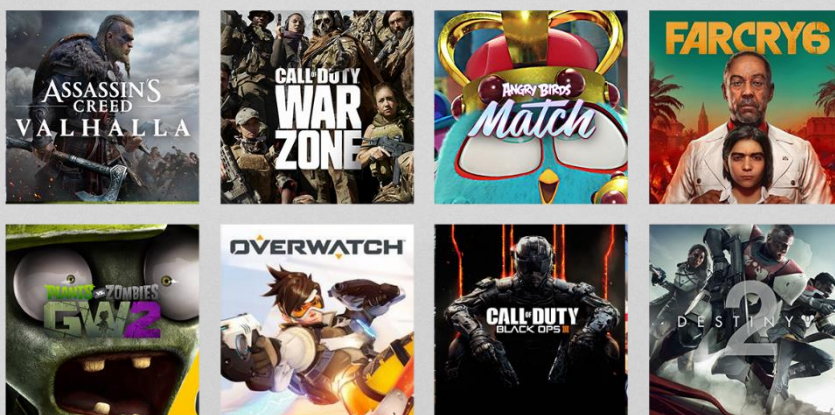 ASSASSIN'S
CREED
VALHALLA
CALL OF DUTY
WAR
ZONE
ANGRY BIRDS
Match
FARCRY6
PLANTS VS. ZOMBIES
GW2
OVERWATCH
CALL OF DUTY
BLACK OPS III
DESTINY 2